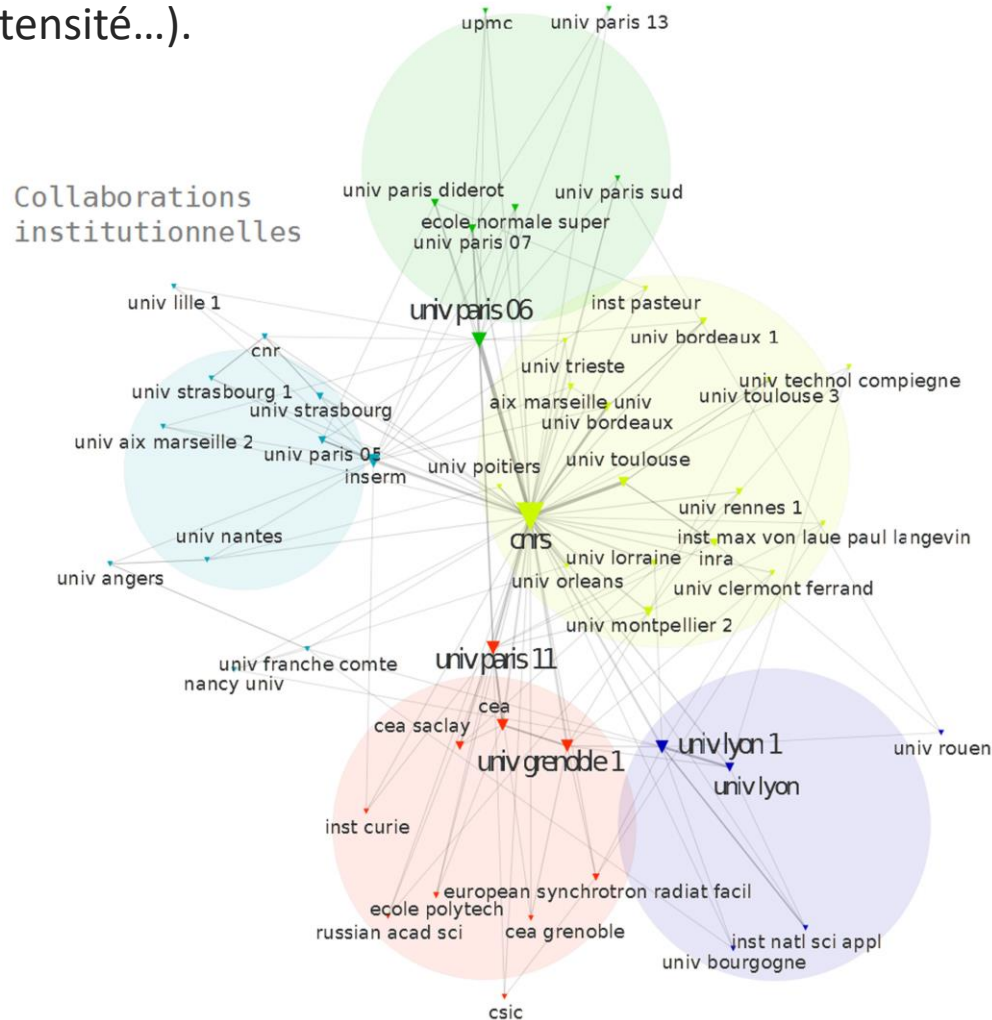 tensité…).
upmc
univ paris 13
Collaborations
institutionnelles
univ paris diderot
univ paris sud
ecole normale super
univ paris 07
univ lille 1
univ paris 06
inst pasteur
cnr
univ bordeaux 1
univ trieste
univ strasbourg 1
univ technol compiegne
univ toulouse 3
univ strasbourg
aix marseille univ
univ bordeaux
univ aix marseille 2
univ paris 05
univ poitiers
univ toulouse
inserm
univ rennes 1
univ nantes
cnrs
inst max von laue paul langevin
univ lorraine
inra
univ angers
univ orleans
univ clermont ferrand
univ montpellier 2
univ franche comte
univ paris 11
nancy univ
cea
cea saclay
univ grenoble 1
univ lyon 1
univ rouen
univ lyon
inst curie
european synchrotron radiat facil
ecole polytech
russian acad sci
cea grenoble
inst natl sci appl
univ bourgogne
csic